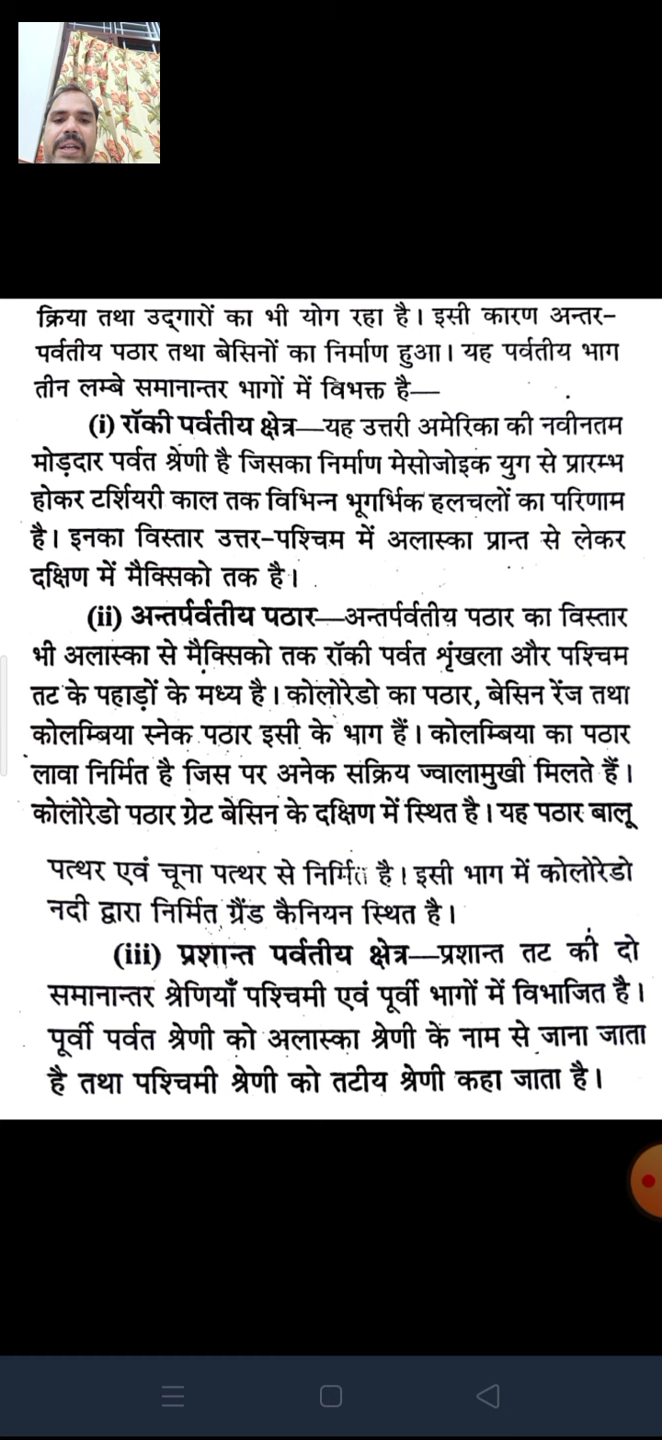 क्रिया तथा उद्‌गारों का भी योग रहा है। इसी कारण अन्तर-
पर्वतीय पठार तथा बेसिनों का निर्माण हुआ। यह पर्वतीय भाग
तीन लम्बे समानान्तर भागों में विभक्त है—
(i) रॉकी पर्वतीय क्षेत्र—यह उत्तरी अमेरिका की नवीनतम
मोड़दार पर्वत श्रेणी है जिसका निर्माण मेसोजोइक युग से प्रारम्भ
होकर टर्शियरी काल तक विभिन्न भूगर्भिक हलचलों का परिणाम
है। इनका विस्तार उत्तर-पश्चिम में अलास्का प्रान्त से लेकर
दक्षिण में मैक्सिको तक है।
(ii) अन्तर्पर्वतीय पठार—अन्तर्पर्वतीय पठार का विस्तार
भी अलास्का से मैक्सिको तक रॉकी पर्वत शृंखला और पश्चिम
तट के पहाड़ों के मध्य है। कोलोरेडो का पठार, बेसिन रेंज तथा
कोलम्बिया स्नेक पठार इसी के भाग हैं। कोलम्बिया का पठार
लावा निर्मित है जिस पर अनेक सक्रिय ज्वालामुखी मिलते हैं।
कोलोरेडो पठार ग्रेट बेसिन के दक्षिण में स्थित है। यह पठार बालू
पत्थर एवं चूना पत्थर से निर्मित है। इसी भाग में कोलोरेडो
नदी द्वारा निर्मित ग्रैंड कैनियन स्थित है।
(iii) प्रशान्त पर्वतीय क्षेत्र—प्रशान्त तट की दो
समानान्तर श्रेणियाँ पश्चिमी एवं पूर्वी भागों में विभाजित है।
पूर्वी पर्वत श्रेणी को अलास्का श्रेणी के नाम से जाना जाता
है तथा पश्चिमी श्रेणी को तटीय श्रेणी कहा जाता है।